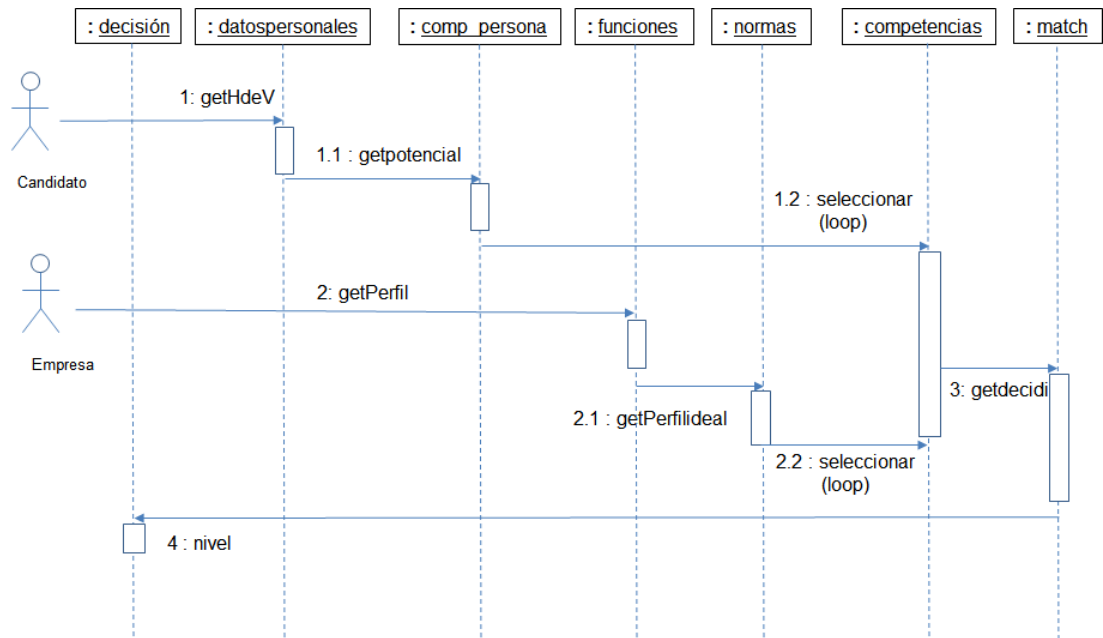 : decisión
: datospersonales
: comp_persona
: funciones
: normas
: competencias
: match
1: getHdeV
Candidato
1.1 : getpotencial
1.2 : seleccionar
(loop)
2: getPerfil
Empresa
3: getdecidi
2.1 : getPerfilideal
2.2 : seleccionar
(loop)
4 : nivel